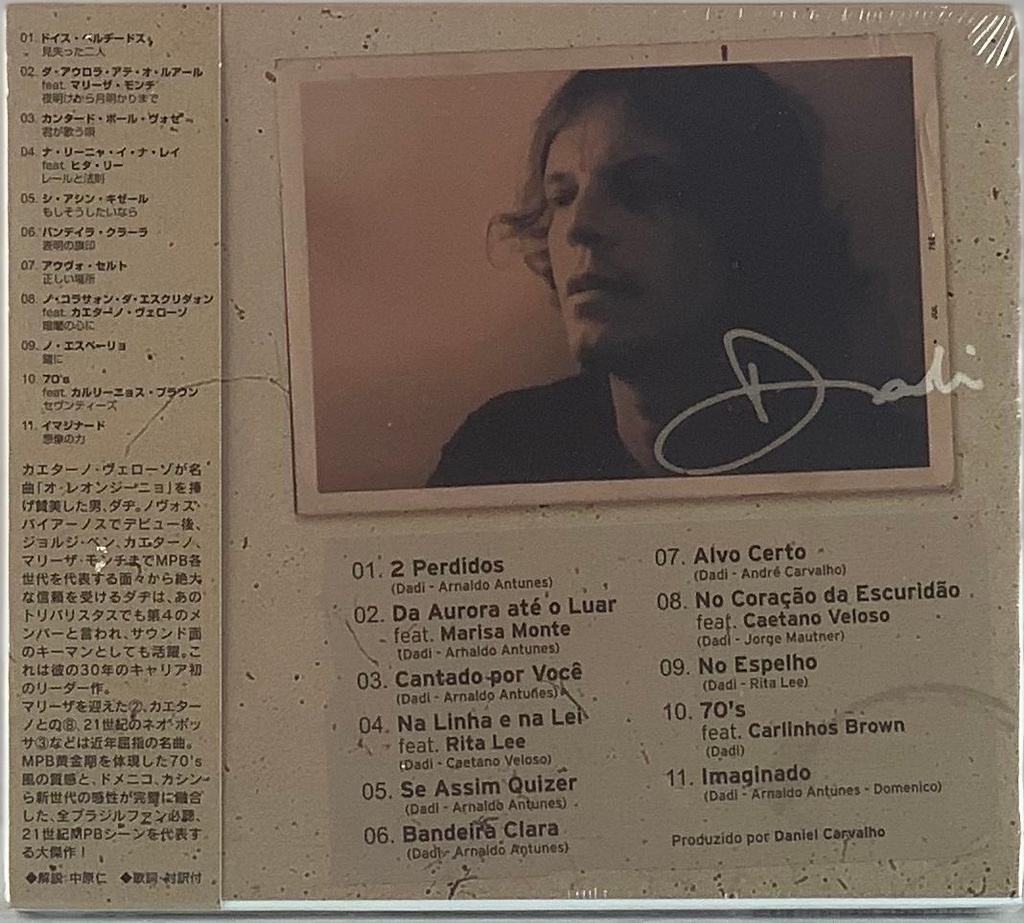 01. ドイス・ペルヂードス
見失った二人
02. ダ・アウロラ・アテ・オ・ルアール
feat. マリーザ・モンチ
夜明けから月明かりまで
03. カンタード・ポール・ヴォセ
君が歌う唄
04. ナ・リーニャ・イ・ナ・レイ
feat. ヒタ・リー
レールと法則
05. シ・アシン・キゼール
もしそうしたいなら
06. バンデイラ・クラーラ
表明の旗印
07. アウヴォ・セルト
正しい場所
08. ノ・コラサォン・ダ・エスクリダォン
feat. カエターノ・ヴェローゾ
暗闇の心に
09. ノ・エスペーリョ
鏡に
10. 70's
feat. カルリーニョス・ブラウン
セヴンティーズ
11. イマジナード
想像の力
カエターノ・ヴェローゾが名
曲「オ・レオンジーニョ」を捧
げ賛美した男、ダヂ。ノヴォス・
バイアーノスでデビュー後、
ジョルジ・ベン、カエターノ、
マリーザ・モンチまでMPB各
世代を代表する面々から絶大
な信頼を受けるダヂは、あの
トリバリスタスでも第4のメ
ンバーと言われ、サウンド面
のキーマンとしても活躍。こ
れは彼の30年のキャリア初
のリーダー作。
マリーザを迎えた②、カエター
ノとの⑧、21世紀のネオ・ボッ
サ③などは近年屈指の名曲。
MPB黄金期を体現した70's
風の質感と、ドメニコ、カシン
ら新世代の感性が完璧に融合
した、全ブラジルファン必聴、
21世紀MPBシーンを代表す
る大傑作！
◆解説:中原仁 ◆歌詞・対訳付
Dadi
01. 2 Perdidos
(Dadi - Arnaldo Antunes)
02. Da Aurora até o Luar
feat. Marisa Monte
(Dadi - Arnaldo Antunes)
03. Cantado por Você
(Dadi - Arnaldo Antunes)
04. Na Linha e na Lei
feat. Rita Lee
(Dadi - Caetano Veloso)
05. Se Assim Quizer
(Dadi - Arnaldo Antunes)
06. Bandeira Clara
(Dadi - Arnaldo Antunes)
07. Alvo Certo
(Dadi - André Carvalho)
08. No Coração da Escuridão
feat. Caetano Veloso
(Dadi - Jorge Mautner)
09. No Espelho
(Dadi - Rita Lee)
10. 70's
feat. Carlinhos Brown
(Dadi)
11. Imaginado
(Dadi - Arnaldo Antunes - Domenico)
Produzido por Daniel Carvalho